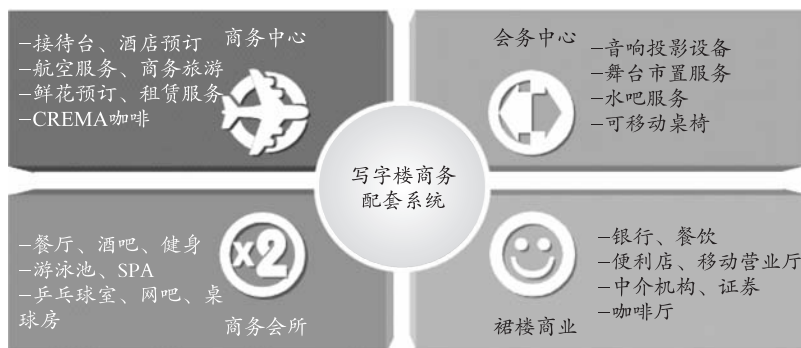 商务中心
–接待台、酒店预订
–航空服务、商务旅游
–鲜花预订、租赁服务
–CREMA咖啡
会务中心
–音响投影设备
–舞台市置服务
–水吧服务
–可移动桌椅
写字楼商务
配套系统
–餐厅、酒吧、健身
–游泳池、SPA
–乒乓球室、网吧、桌
球房
x2
商务会所
–银行、餐饮
–便利店、移动营业厅
–中介机构、证券
–咖啡厅
裙楼商业